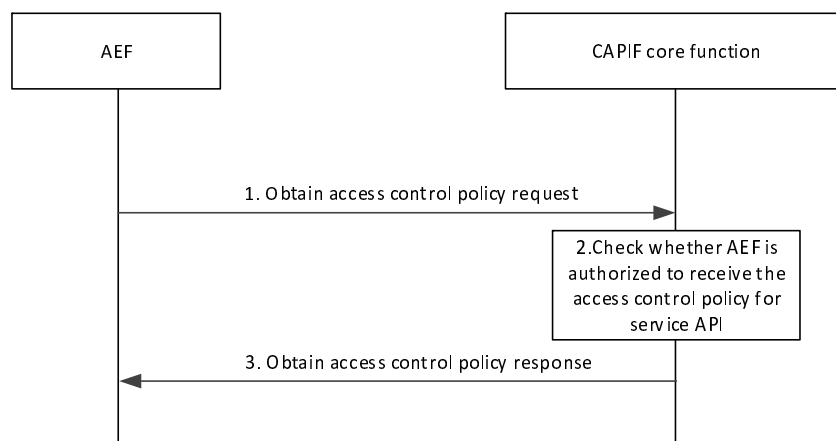 AEF
CAPIF core function
1. Obtain access control policy request
2.Check whether AEF is
authorized to receive the
access control policy for
service API
3. Obtain access control policy response